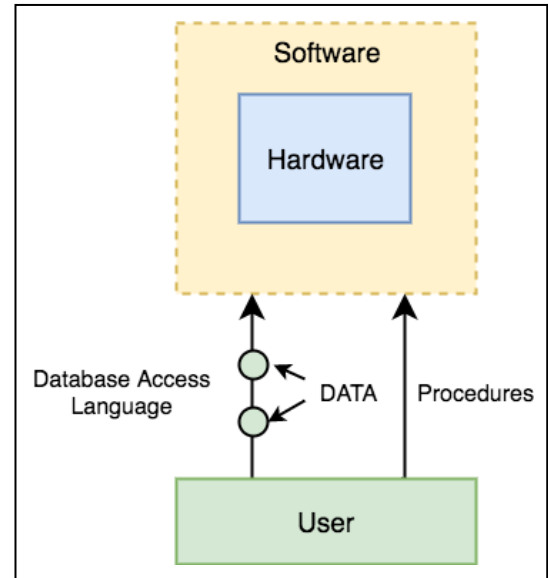 Software
Hardware
Database Access
Language
DATA
Procedures
User